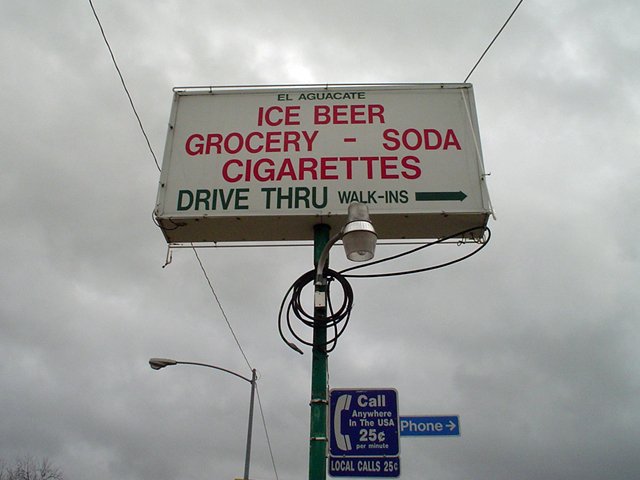 EL AGUACATE
ICE BEER
GROCERY - SODA
CIGARETTES
DRIVE THRU WALK-INS
Call
Anywhere
In The USA
25¢
per minute
LOCAL CALLS 25¢
Phone